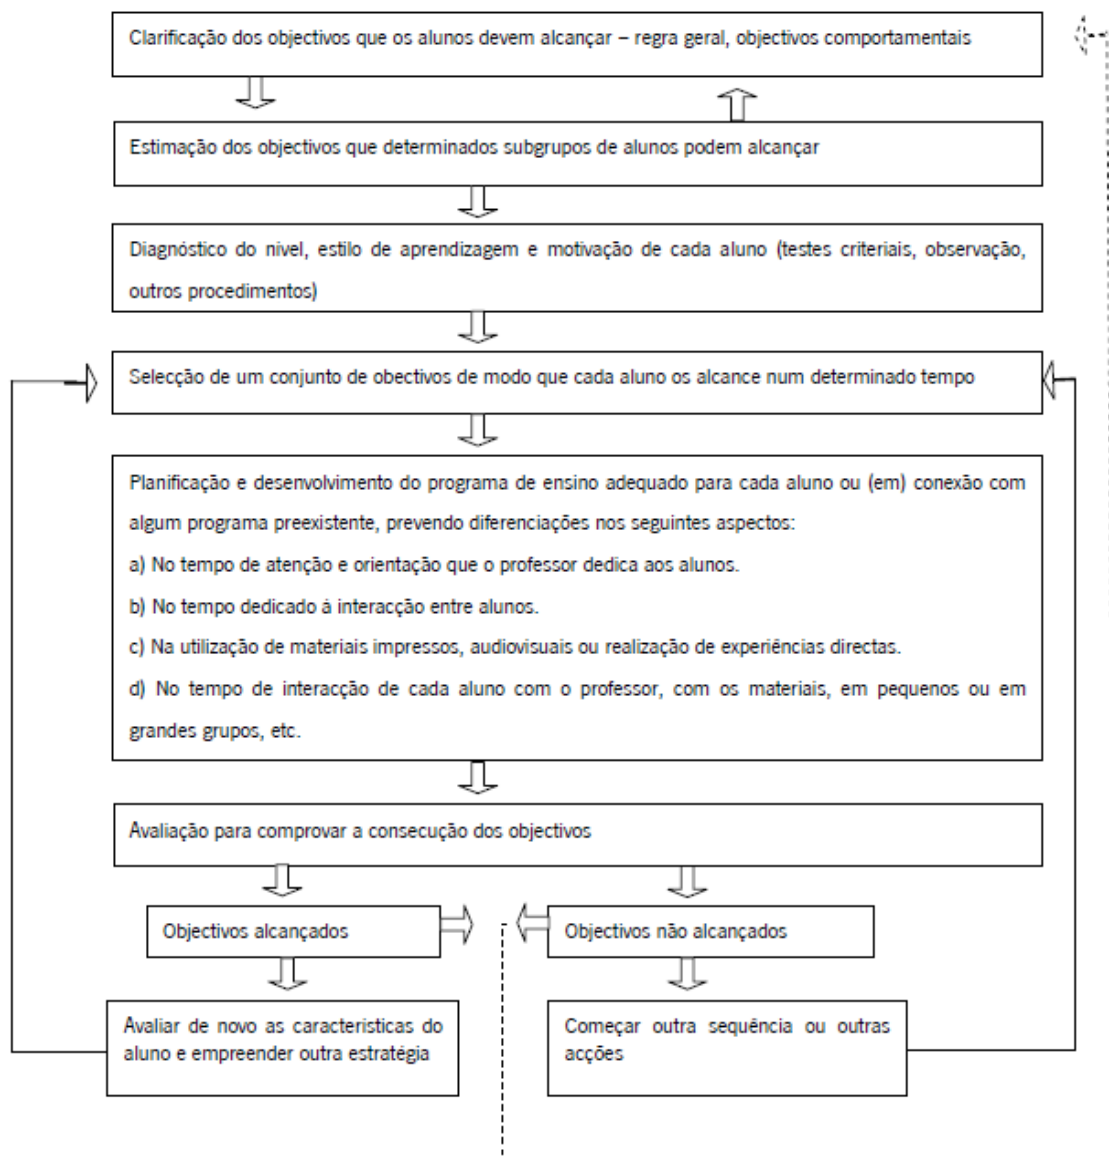 Clarificação dos objectivos que os alunos devem alcançar – regra geral, objectivos comportamentais
Estimação dos objectivos que determinados subgrupos de alunos podem alcançar
Diagnóstico do nível, estilo de aprendizagem e motivação de cada aluno (testes criteriais, observação,
outros procedimentos)
Selecção de um conjunto de obectivos de modo que cada aluno os alcance num determinado tempo
Planificação e desenvolvimento do programa de ensino adequado para cada aluno ou (em) conexão com
algum programa preexistente, prevendo diferenciações nos seguintes aspectos:
a) No tempo de atenção e orientação que o professor dedica aos alunos.
b) No tempo dedicado á interacção entre alunos.
c) Na utilização de materiais impressos, audiovisuais ou realização de experiências directas.
d) No tempo de interacção de cada aluno com o professor, com os materiais, em pequenos ou em
grandes grupos, etc.
Avaliação para comprovar a consecução dos objectivos
Objectivos alcançados
Objectivos não alcançados
Avaliar de novo as características do
aluno e empreender outra estratégia
Começar outra sequência ou outras
acções